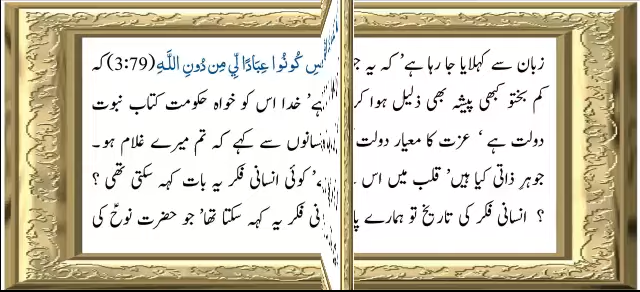 زبان سے کہلایا جا رہا ہے’ کہ یہ كُونُوا عِبَادًا لِّي مِن دُونِ اللَّهِ (3:79) کہ
کم بختو کبھی پیشہ بھی ذلیل ہوا ہے’ خدا اس کو خواہ حکومت کتاب نبوت
دولت ہے ‘ عزت کا معیار دولت انسانوں سے کہے کہ تم میرے غلام ہو۔
جوہر ذاتی کیا ہیں’ قلب میں اس کوئی انسانی فکر یہ بات کہہ سکتی تھی ؟
؟ انسانی فکر کی تاریخ تو ہمارے فکر یہ کہہ سکتا تھا’ جو حضرت نوحؑ کی